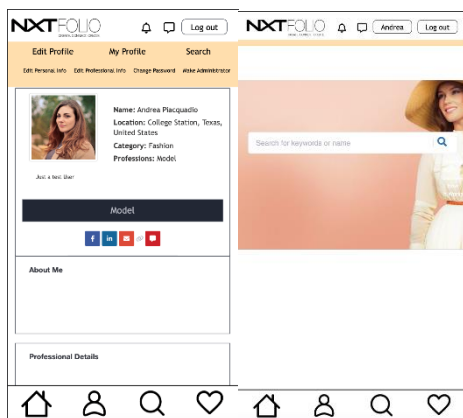 NXTFOLIO
Log out
Edit Profile My Profile Search
Edit Personal Info Edit Professional Info Change Password Make Administrator
Name: Andrea Piacquadio
Location: College Station, Texas,
United States
Category: Fashion
Professions: Model
Just a test User
Model
About Me
Professional Details
NXTFOLIO
Andrea Log out
Search for keywords or name